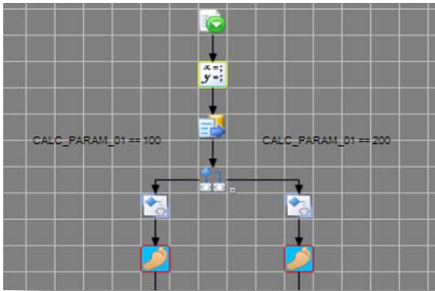 x=;
y=;
CALC_PARAM_01 == 100
CALC_PARAM_01 == 200